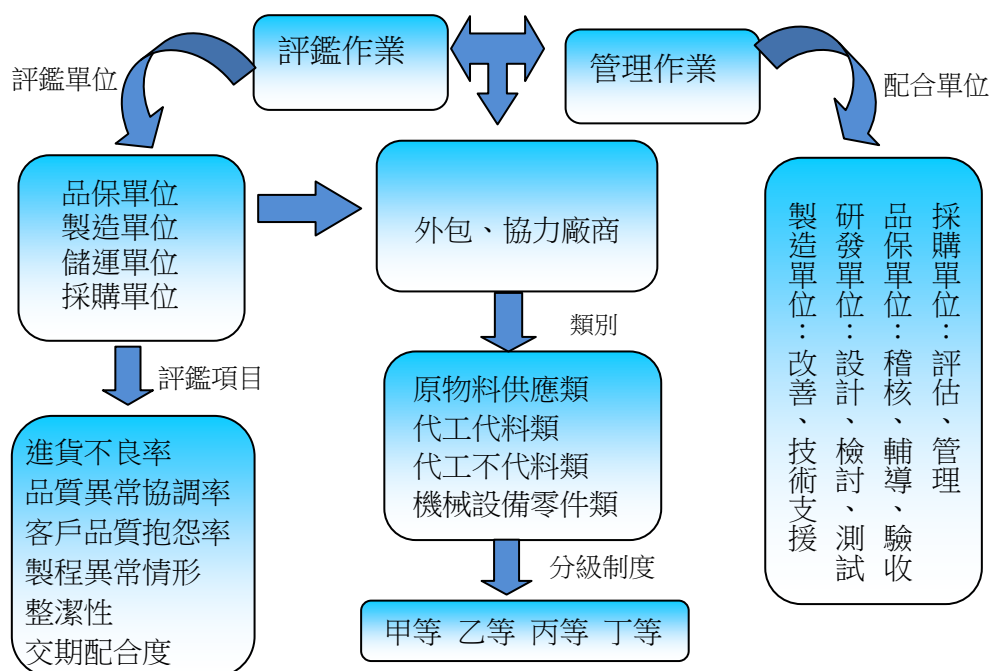 評鑑作業
管理作業
評鑑單位
配合單位
品保單位
製造單位
儲運單位
採購單位
外包、協力廠商
採購單位：評估、管理
品保單位：稽核、輔導、驗收
研發單位：設計、檢討、測試
製造單位：改善、技術支援
類別
評鑑項目
原物料供應類
代工代料類
代工不代料類
機械設備零件類
進貨不良率
品質異常協調率
客戶品質抱怨率
製程異常情形
整潔性
交期配合度
分級制度
甲等 乙等 丙等 丁等